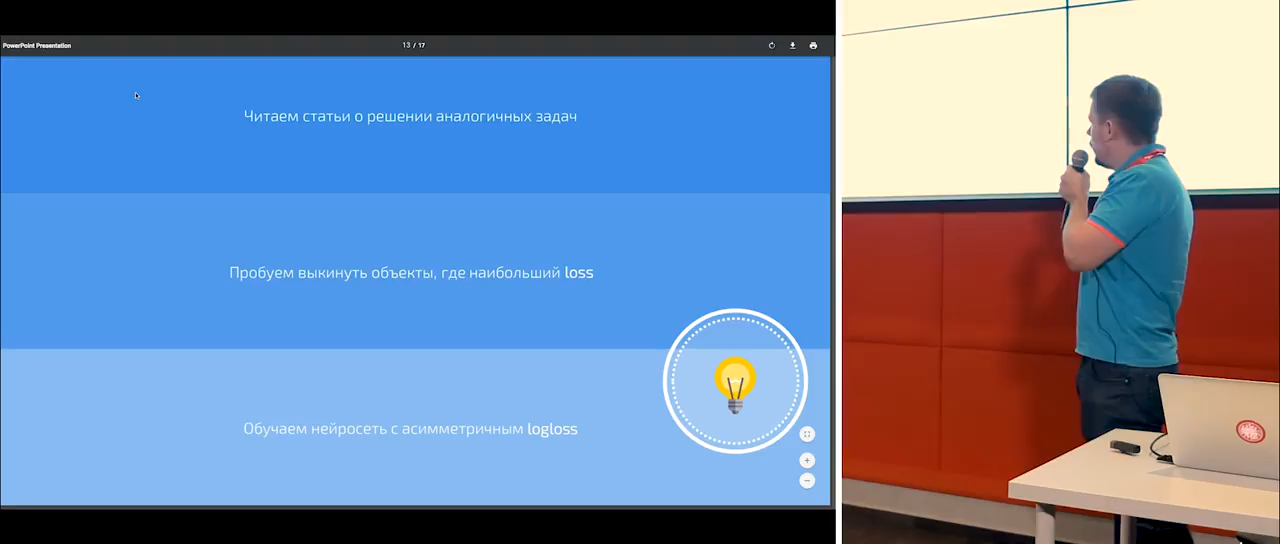 PowerPoint Presentation
13 / 17
Читаем статьи о решении аналогичных задач
Пробуем выкинуть объекты, где наибольший loss
Обучаем нейросеть с асимметричным logloss